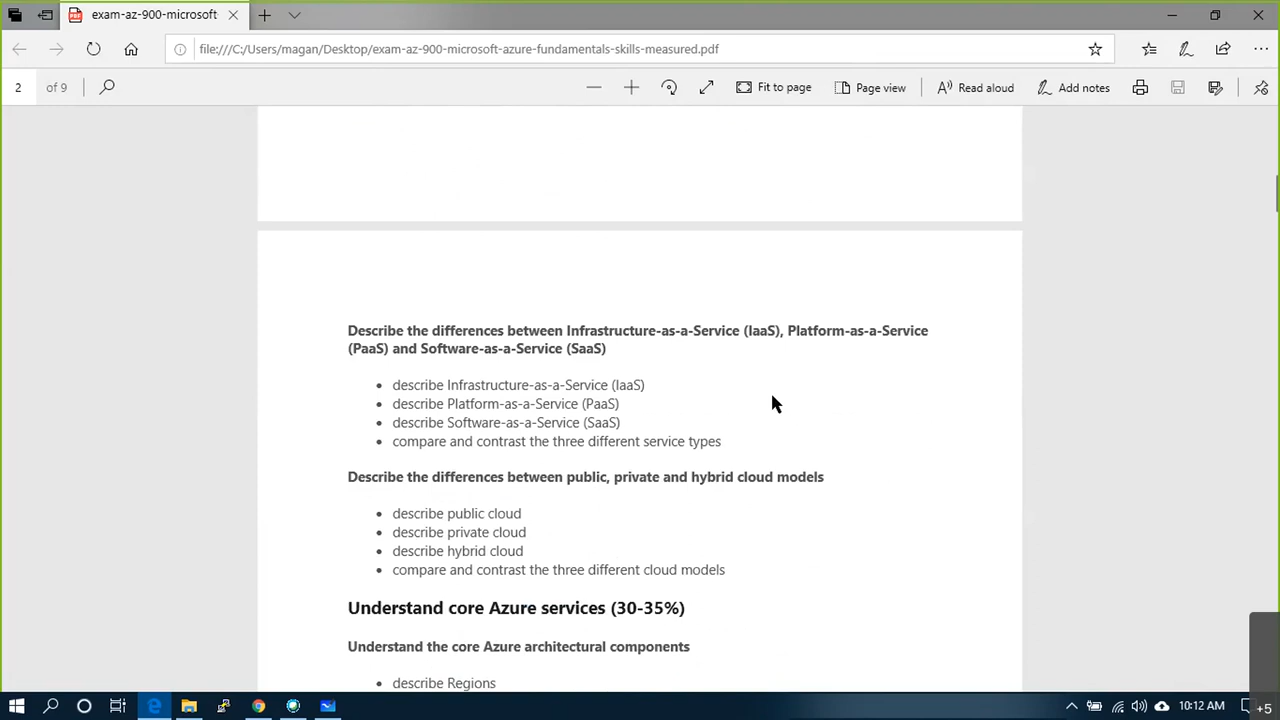 exam-az-900-microsoft
file:///C:/Users/magan/Desktop/exam-az-900-microsoft-azure-fundamentals-skills-measured.pdf
2 of 9 Fit to page Page view Read aloud Add notes
Describe the differences between Infrastructure-as-a-Service (IaaS), Platform-as-a-Service
(PaaS) and Software-as-a-Service (SaaS)
• describe Infrastructure-as-a-Service (IaaS)
• describe Platform-as-a-Service (PaaS)
• describe Software-as-a-Service (SaaS)
• compare and contrast the three different service types
Describe the differences between public, private and hybrid cloud models
• describe public cloud
• describe private cloud
• describe hybrid cloud
• compare and contrast the three different cloud models
Understand core Azure services (30-35%)
Understand the core Azure architectural components
• describe Regions
10:12 AM
+5